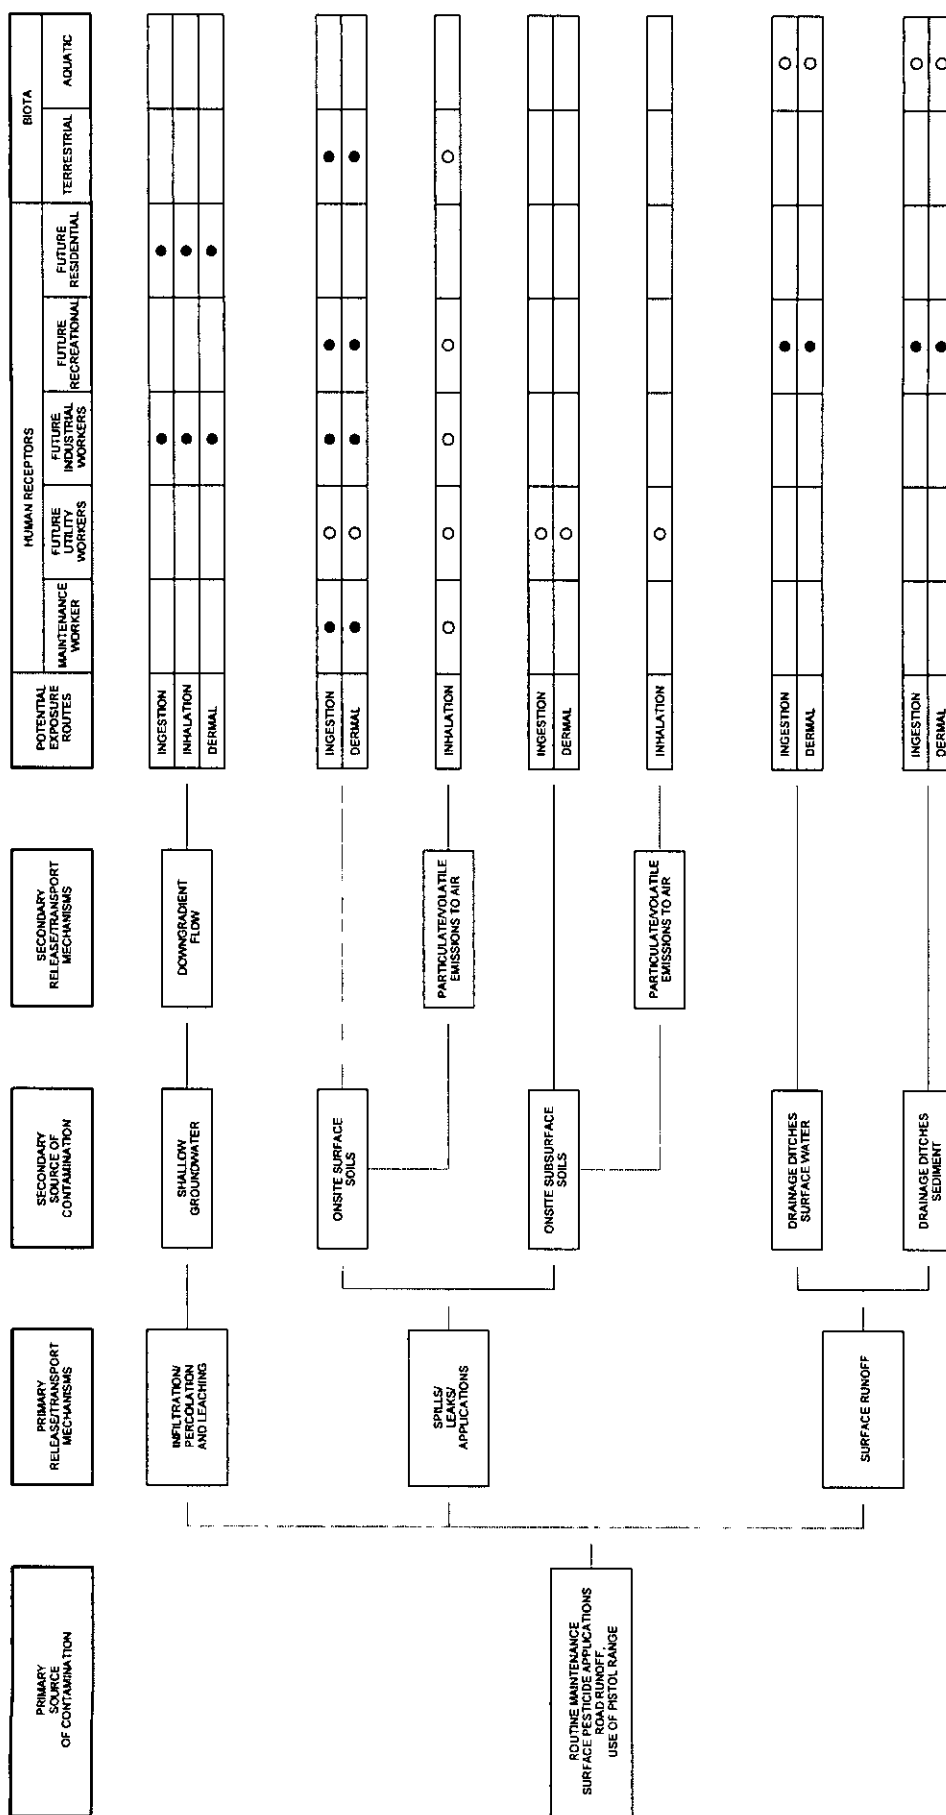 PRIMARY
SOURCE
OF CONTAMINATION
PRIMARY
RELEASE/TRANSPORT
MECHANISMS
SECONDARY
SOURCE OF
CONTAMINATION
SECONDARY
RELEASE/TRANSPORT
MECHANISMS
POTENTIAL
EXPOSURE
ROUTES
HUMAN RECEPTORS
BIOTA
MAINTENANCE
WORKER
FUTURE
UTILITY
WORKERS
FUTURE
INDUSTRIAL
WORKERS
FUTURE
RECREATIONAL
FUTURE
RESIDENTIAL
TERRESTRIAL
AQUATIC
ROUTINE MAINTENANCE
SURFACE PESTICIDE APPLICATIONS
ROAD RUNOFF,
USE OF PISTOL RANGE
INFILTRATION/
PERCOLATION
AND LEACHING
SHALLOW
GROUNDWATER
DOWNGRADIENT
FLOW
INGESTION
INHALATION
DERMAL
SPILLS/
LEAKS/
APPLICATIONS
ONSITE SURFACE
SOILS
INGESTION
DERMAL
PARTICULATE/VOLATILE
EMISSIONS TO AIR
INHALATION
ONSITE SUBSURFACE
SOILS
INGESTION
DERMAL
PARTICULATE/VOLATILE
EMISSIONS TO AIR
INHALATION
SURFACE RUNOFF
DRAINAGE DITCHES
SURFACE WATER
INGESTION
DERMAL
DRAINAGE DITCHES
SEDIMENT
INGESTION
DERMAL